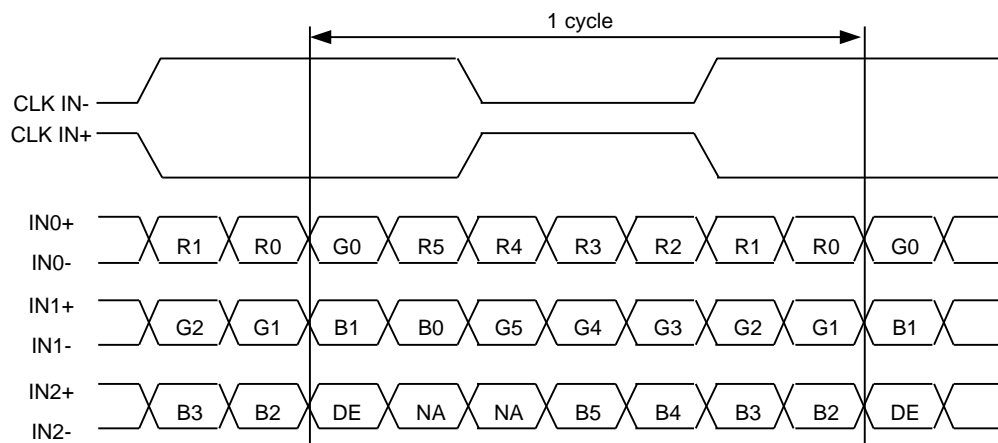 1 cycle
CLK IN-
CLK IN+
IN0+
R1 R0 G0 R5 R4 R3 R2 R1 R0 G0
IN0-
IN1+
G2 G1 B1 B0 G5 G4 G3 G2 G1 B1
IN1-
IN2+
B3 B2 DE NA NA B5 B4 B3 B2 DE
IN2-